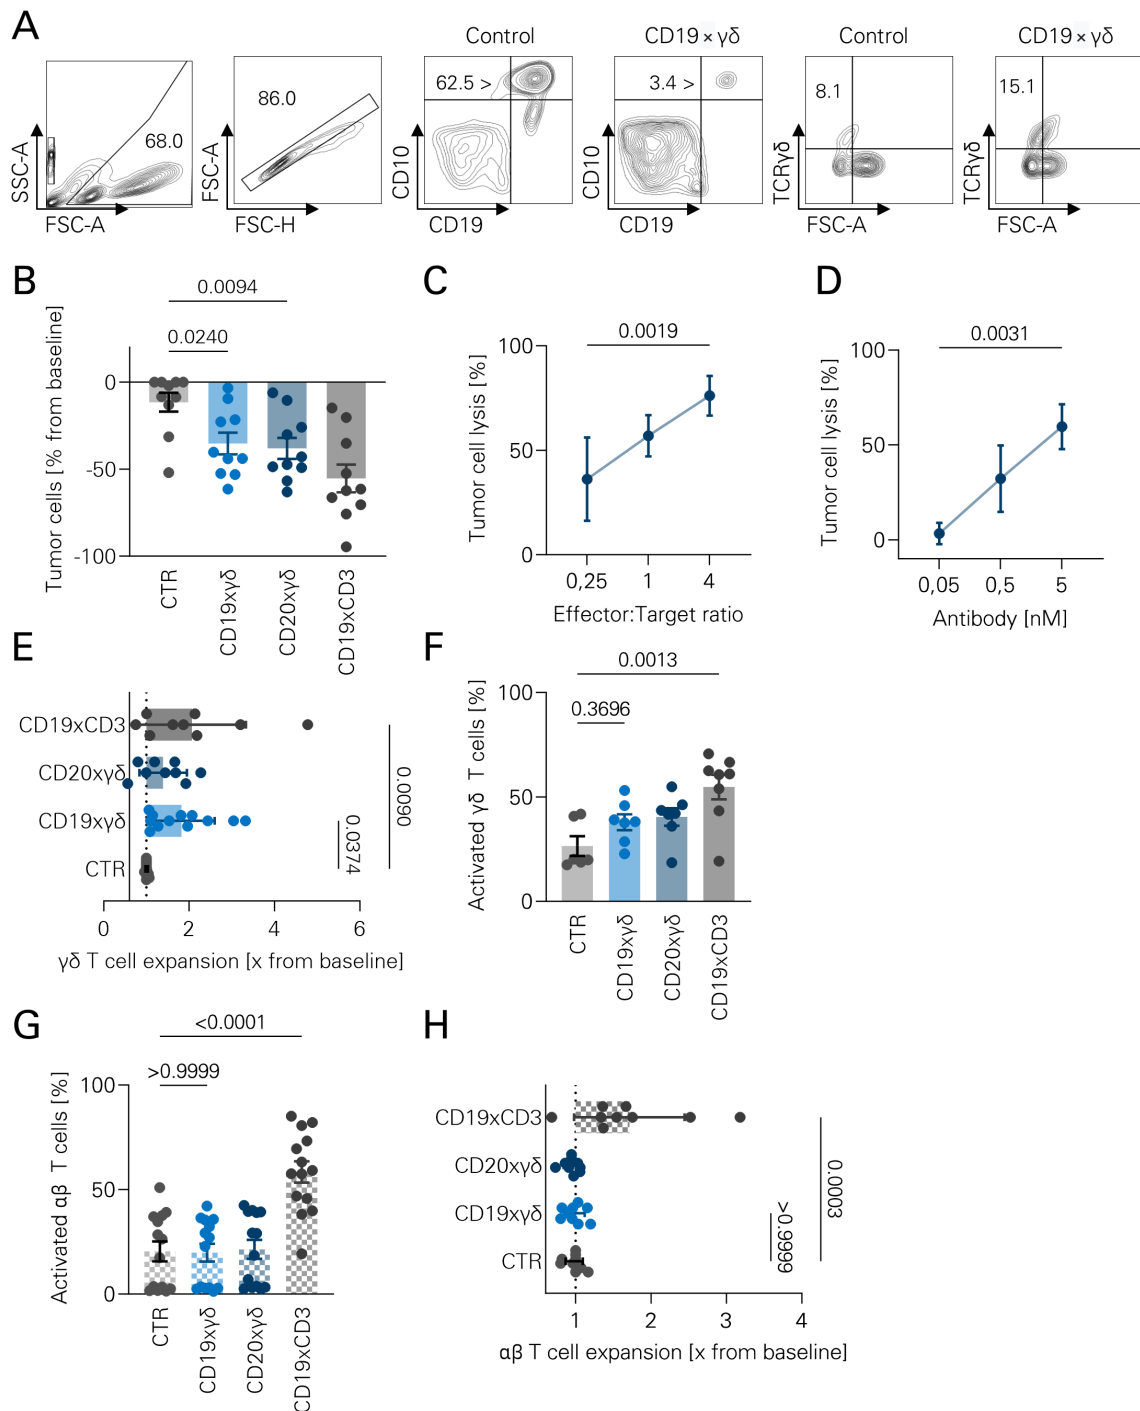 A
Control
CD19 × γδ
Control
CD19 × γδ
68.0
86.0
62.5 >
3.4 >
8.1
15.1
SSC-A
FSC-A
FSC-A
FSC-H
CD10
CD19
CD10
CD19
TCRγδ
FSC-A
TCRγδ
FSC-A
B
0.0094
0.0240
Tumor cells [% from baseline]
0
-50
-100
CTR
CD19xγδ
CD20xγδ
CD19xCD3
C
0.0019
Tumor cell lysis [%]
100
50
0
0,25
1
4
Effector:Target ratio
D
0.0031
Tumor cell lysis [%]
100
50
0
0,05
0,5
5
Antibody [nM]
E
CD19xCD3
CD20xγδ
CD19xγδ
CTR
0.0090
0.0374
0
2
4
6
γδ T cell expansion [x from baseline]
F
0.0013
0.3696
Activated γδ T cells [%]
100
50
0
CTR
CD19xγδ
CD20xγδ
CD19xCD3
G
<0.0001
>0.9999
Activated αβ T cells [%]
100
50
0
CTR
CD19xγδ
CD20xγδ
CD19xCD3
H
CD19xCD3
CD20xγδ
CD19xγδ
CTR
0.0003
>0.9999
1
2
3
4
αβ T cell expansion [x from baseline]